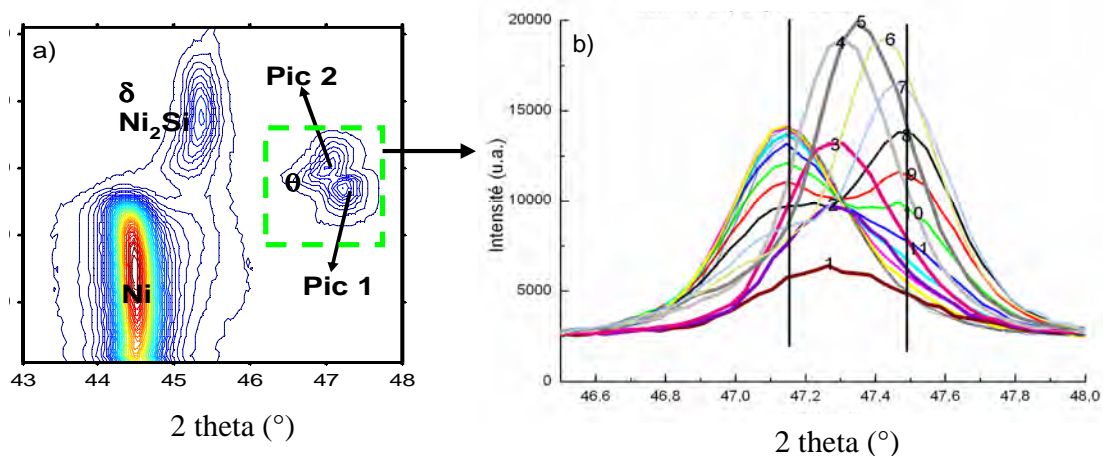 a)
δ
Ni₂Si
Pic 2
θ
Pic 1
Ni
43 44 45 46 47 48
2 theta (°)
b)
Intensité (u.a.)
20000
15000
10000
5000
0
1
2
3
4
5
6
7
8
9
10
11
46.6 46.8 47.0 47.2 47.4 47.6 47.8 48.0
2 theta (°)